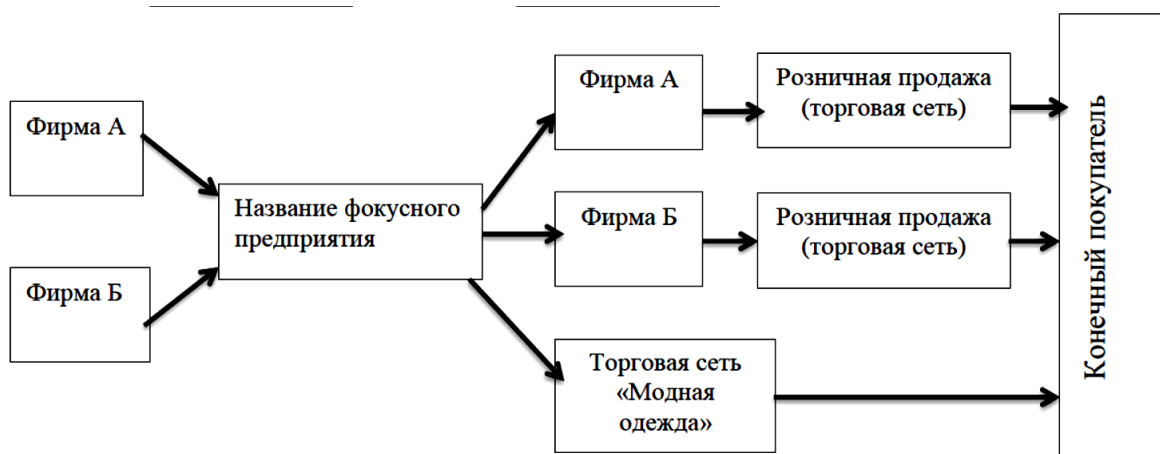 Фирма А
Фирма Б
Название фокусного
предприятия
Фирма А
Фирма Б
Торговая сеть
«Модная
одежда»
Розничная продажа
(торговая сеть)
Розничная продажа
(торговая сеть)
Конечный покупатель